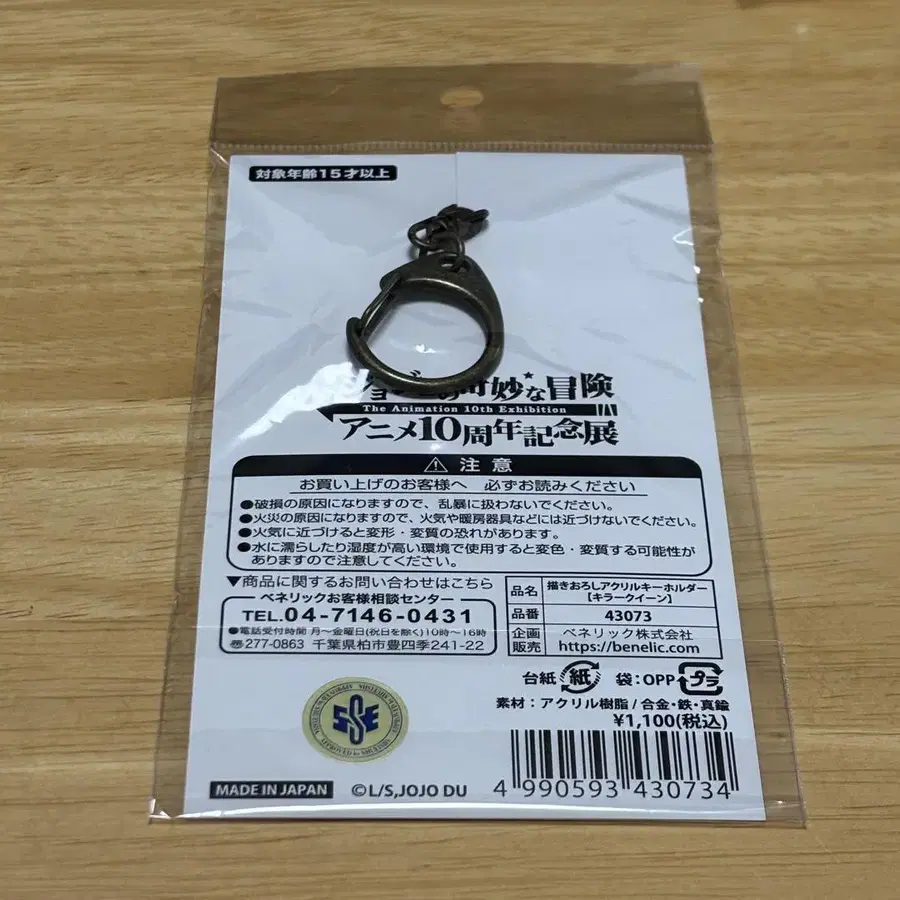 対象年齢15才以上
ジョジョの奇妙な冒険
The Animation 10th Exhibition
アニメ10周年記念展
注意
お買い上げのお客様へ 必ずお読みください
●破損の原因になりますので、乱暴に扱わないでください。
●火災の原因になりますので、火気や暖房器具などには近づけないでください。
●火気に近づけると変形・変質の恐れがあります。
●水に濡らしたり湿度が高い環境で使用すると変色・変質する可能性が
ありますので注意してください。
▼商品に関するお問い合わせはこちら
ベネリックお客様相談センター
TEL.04-7146-0431
●電話受付時間 月〜金曜日(祝日を除く)10時〜16時
277-0863 千葉県柏市豊四季241-22
品名 描きおろしアクリルキーホルダー
【キラークイーン】
品番 43073
企画 ベネリック株式会社
販売 https://benelic.com
台紙 紙 袋:OPP プラ
素材:アクリル樹脂/合金・鉄・真鍮
¥1,100(税込)
SSE
MADE IN JAPAN
©L/S,JOJO DU
4 990593 430734